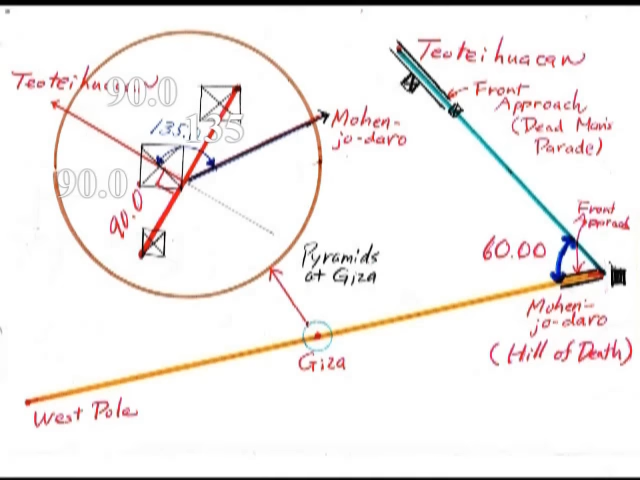 Teoteihuacan
90.0
135.
135
90.0
90.0
Mohen-
jo-daro
Pyramids
at Giza
Giza
West Pole
Teoteihuacan
Front
Approach
(Dead Man's
Parade)
Front
Approach
60.00
Mohen-
jo-daro
(Hill of Death)